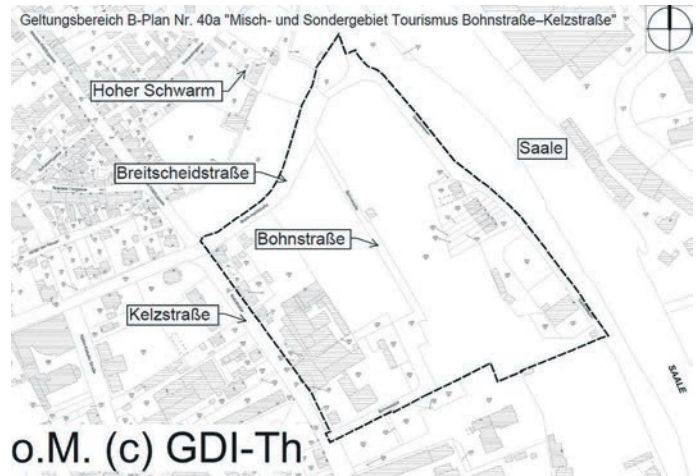 Geltungsbereich B-Plan Nr. 40a "Misch- und Sondergebiet Tourismus Bohnstraße–Kelzstraße"
Hoher Schwarm
Saale
Breitscheidstraße
Bohnstraße
Kelzstraße
SAALE
o.M. (c) GDI-Th